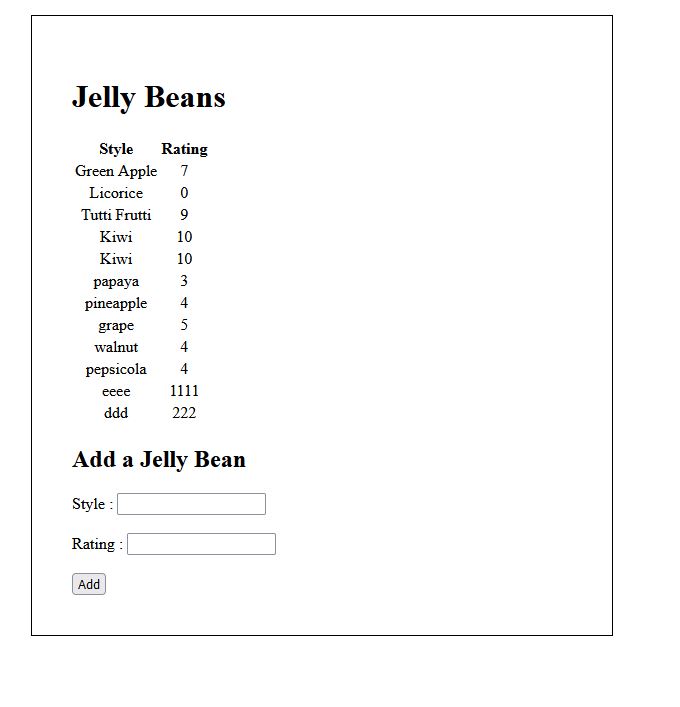 Jelly Beans
Style Rating
Green Apple 7
Licorice 0
Tutti Frutti 9
Kiwi 10
Kiwi 10
papaya 3
pineapple 4
grape 5
walnut 4
pepsicola 4
eeee 1111
ddd 222
Add a Jelly Bean
Style :
Rating :
Add